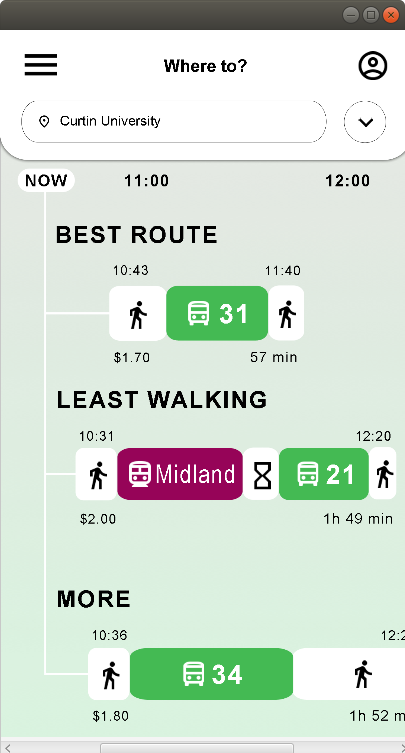 Where to?
Curtin University
NOW 11:00 12:00
BEST ROUTE
10:43 11:40
31
$1.70 57 min
LEAST WALKING
10:31 12:20
Midland 21
$2.00 1h 49 min
MORE
10:36 12:2
34
$1.80 1h 52 m